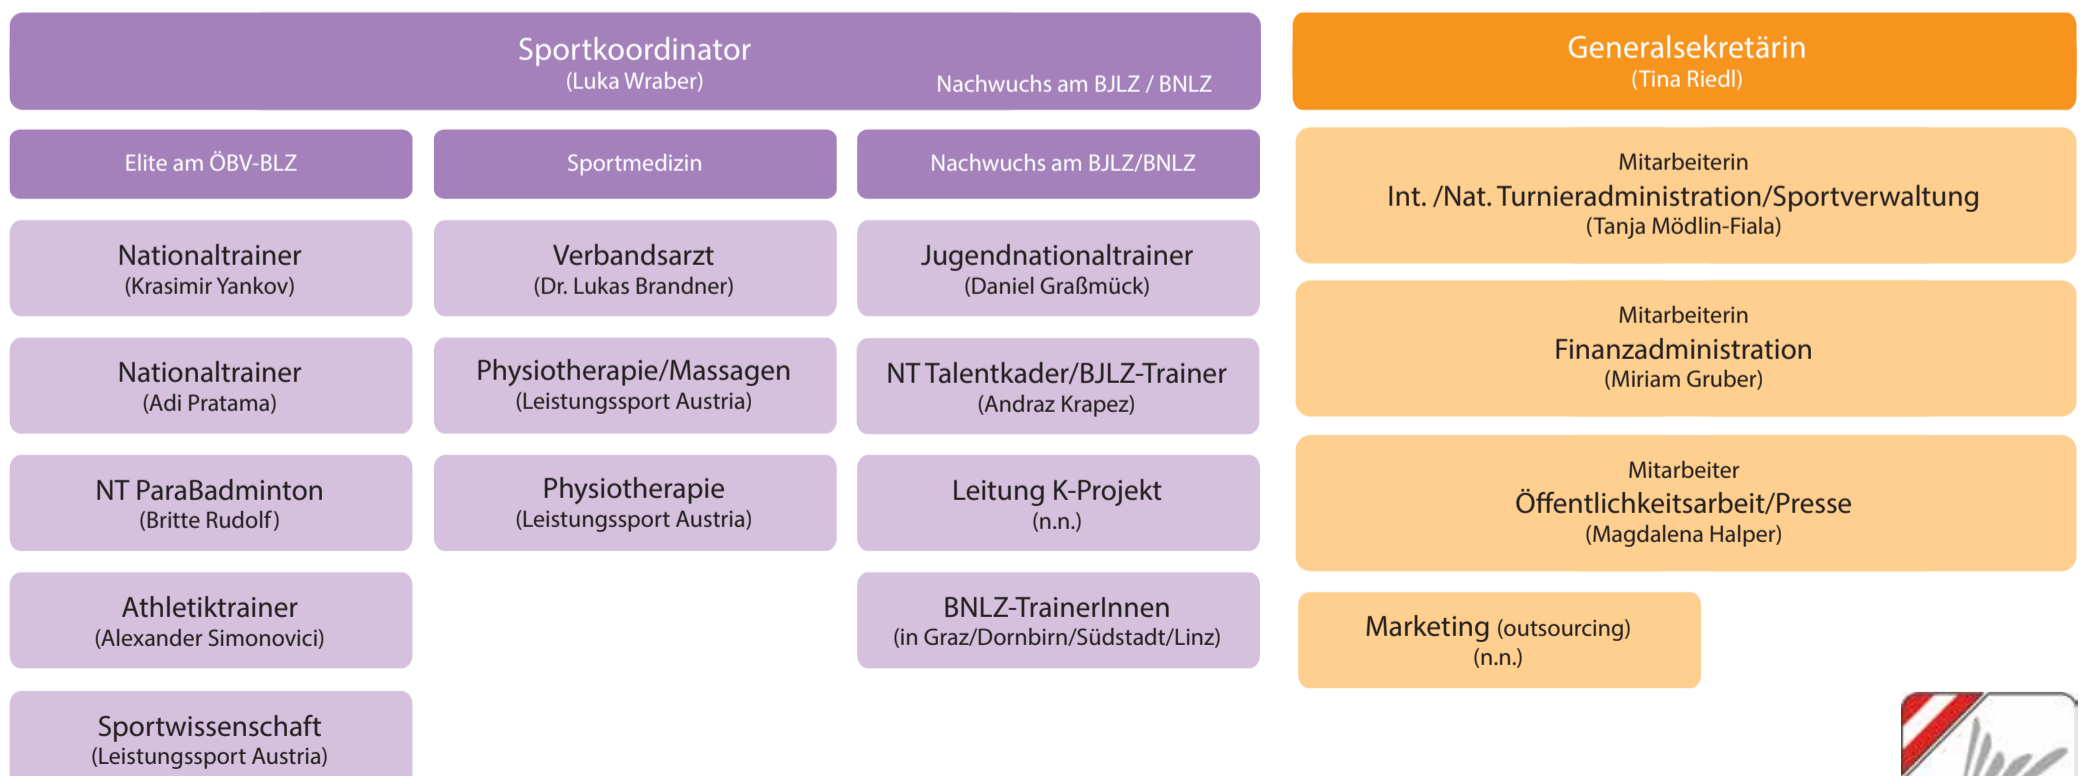 Sportkoordinator
(Luka Wraber)
Nachwuchs am BJLZ / BNLZ
Elite am ÖBV-BLZ
Nationaltrainer
(Krasimir Yankov)
Nationaltrainer
(Adi Pratama)
NT ParaBadminton
(Britte Rudolf)
Athletiktrainer
(Alexander Simonovici)
Sportwissenschaft
(Leistungssport Austria)
Sportmedizin
Verbandsarzt
(Dr. Lukas Brandner)
Physiotherapie/Massagen
(Leistungssport Austria)
Physiotherapie
(Leistungssport Austria)
Nachwuchs am BJLZ/BNLZ
Jugendnationaltrainer
(Daniel Graßmück)
NT Talentkader/BJLZ-Trainer
(Andraz Krapez)
Leitung K-Projekt
(n.n.)
BNLZ-TrainerInnen
(in Graz/Dornbirn/Südstadt/Linz)
Generalsekretärin
(Tina Riedl)
Mitarbeiterin
Int. /Nat. Turnieradministration/Sportverwaltung
(Tanja Mödlin-Fiala)
Mitarbeiterin
Finanzadministration
(Miriam Gruber)
Mitarbeiter
Öffentlichkeitsarbeit/Presse
(Magdalena Halper)
Marketing (outsourcing)
(n.n.)